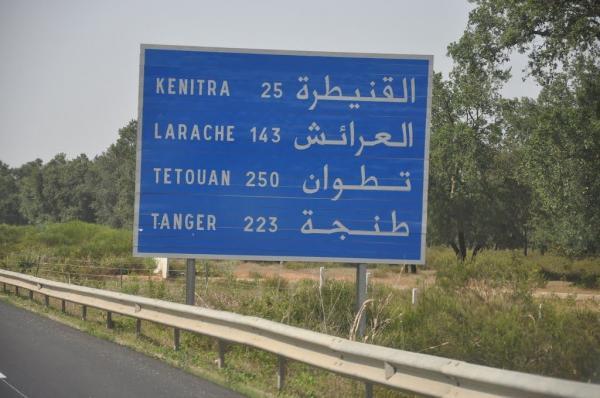 KENITRA 25 القنيطرة
LARACHE 143 العرائش
TETOUAN 250 تطوان
TANGER 223 طنجة